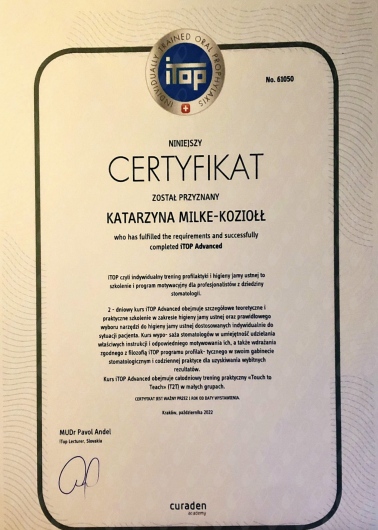 INDIVIDUALLY TRAINED ORAL PROPHYLAXIS
iTop
No. 61050
NINIEJSZY
CERTYFIKAT
ZOSTAŁ PRZYZNANY
KATARZYNA MILKE-KOZIOŁŁ
who has fulfilled the requirements and successfully
completed iTOP Advanced
iTOP czyli indywidualny trening profilaktyki i higieny jamy ustnej to
szkolenie i program motywacyjny dla profesjonalistów z dziedziny
stomatologii.
2 - dniowy kurs iTOP Advanced obejmuje szczegółowe teoretyczne i
praktyczne szkolenie w zakresie higieny jamy ustnej oraz prawidłowego
wyboru narzędzi do higieny jamy ustnej dostosowanych indywidualnie do
sytuacji pacjenta. Kurs wypo- saża stomatologów w umiejętność udzielania
właściwych instrukcji i odpowiedniego motywowania ich, a także wdrażania
zgodnego z filozofią iTOP programu profilak- tycznego w swoim gabinecie
stomatologicznym i codziennej praktyce dla uzyskiwania wybitnych
rezultatów.
Kurs iTOP Advanced obejmuje całodniowy trening praktyczny «Touch to
Teach» (T2T) w małych grupach.
CERTYFIKAT JEST WAŻNY PRZEZ 1 ROK OD DATY WYSTAWIENIA.
Kraków, październik 2022
MUDr Pavol Andel
iTop Lecturer, Slovakia
curaden
academy